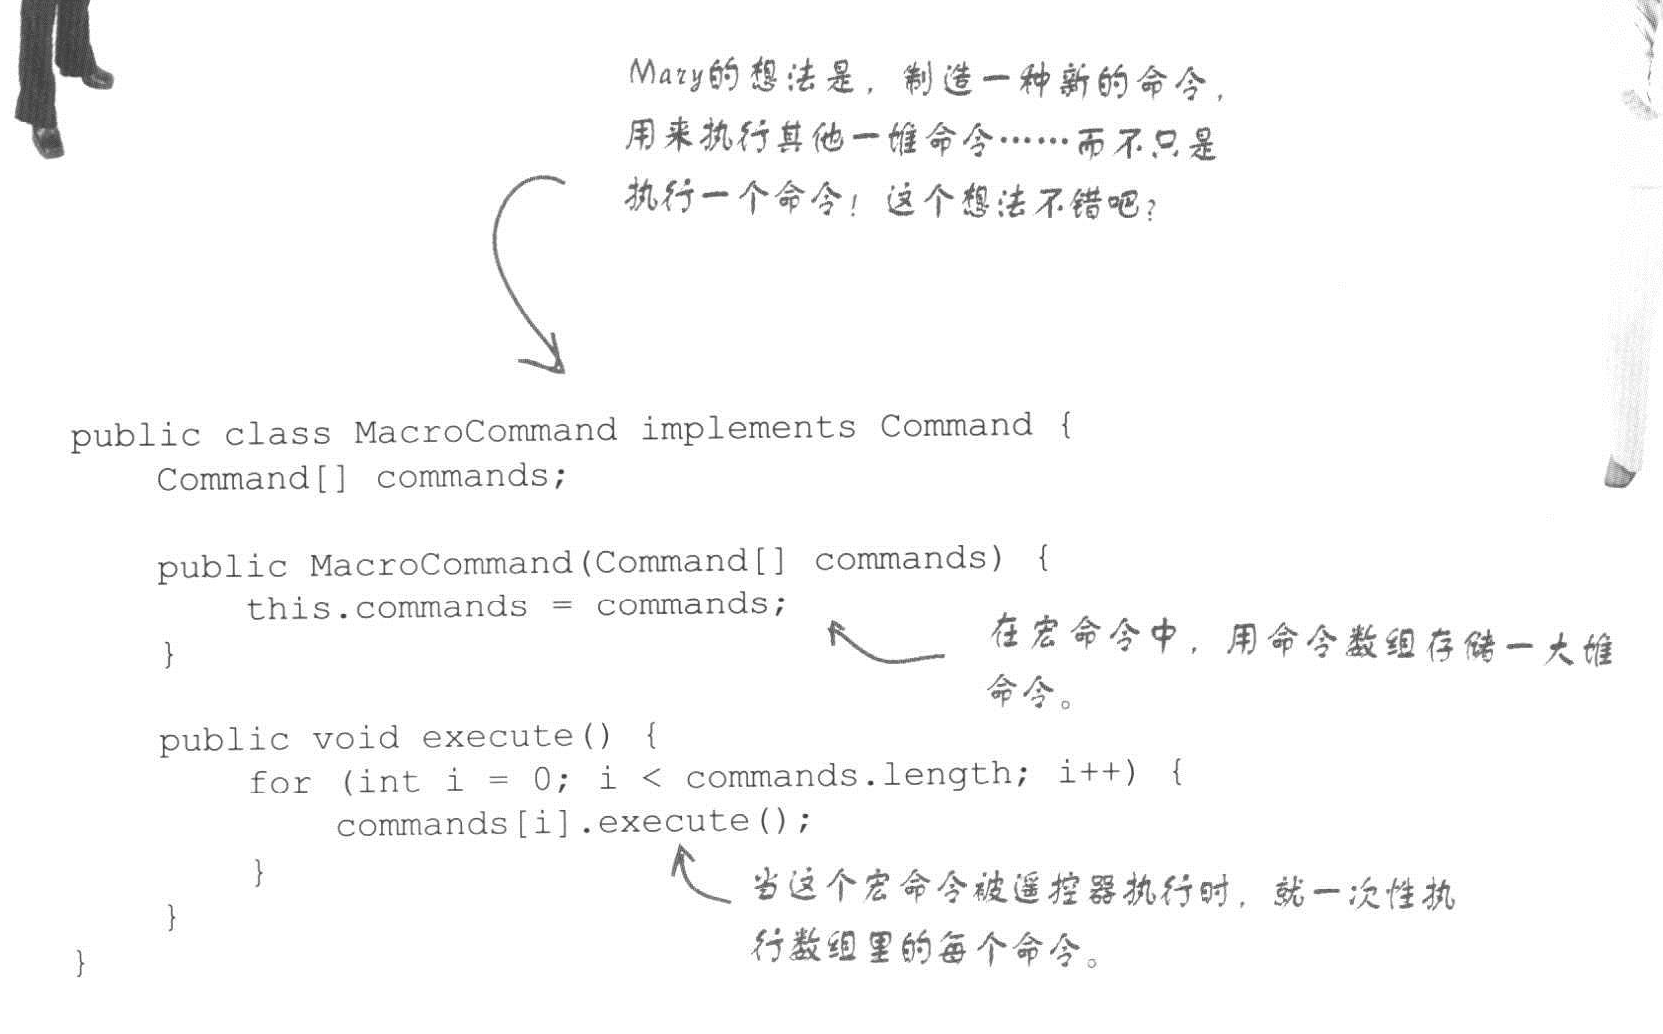 Mary的想法是，制造一种新的命令，
用来执行其他一堆命令……而不只是
执行一个命令！这个想法不错吧？
public class MacroCommand implements Command {
    Command[] commands;
    public MacroCommand(Command[] commands) {
        this.commands = commands;
    }
在宏命令中，用命令数组存储一大堆
命令。
    public void execute() {
        for (int i = 0; i < commands.length; i++) {
            commands[i].execute();
        }
当这个宏命令被遥控器执行时，就一次性执
行数组里的每个命令。
    }
}